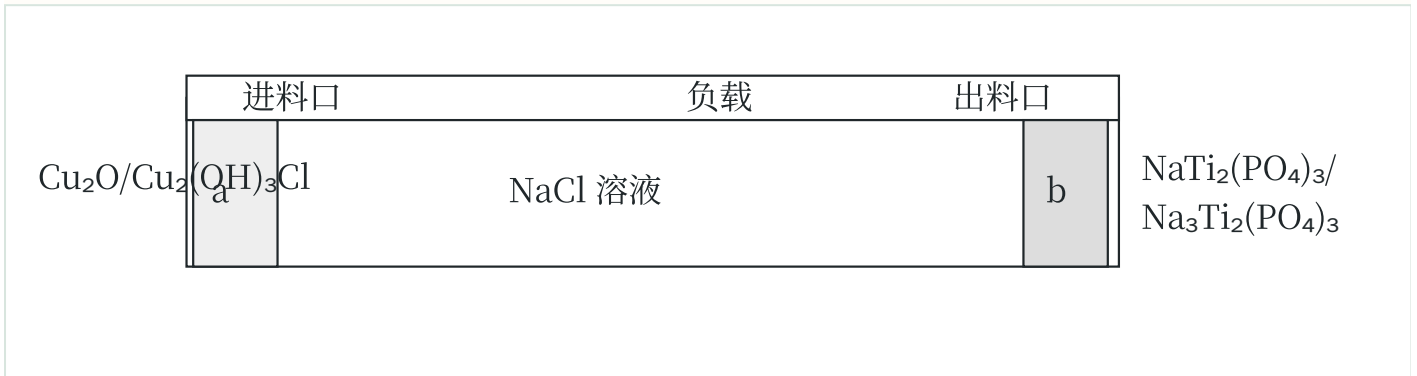 进料口 负载 出料口
Cu₂O/Cu₂(OH)₃Cl
a
NaCl 溶液
b
NaTi₂(PO₄)₃/
Na₃Ti₂(PO₄)₃